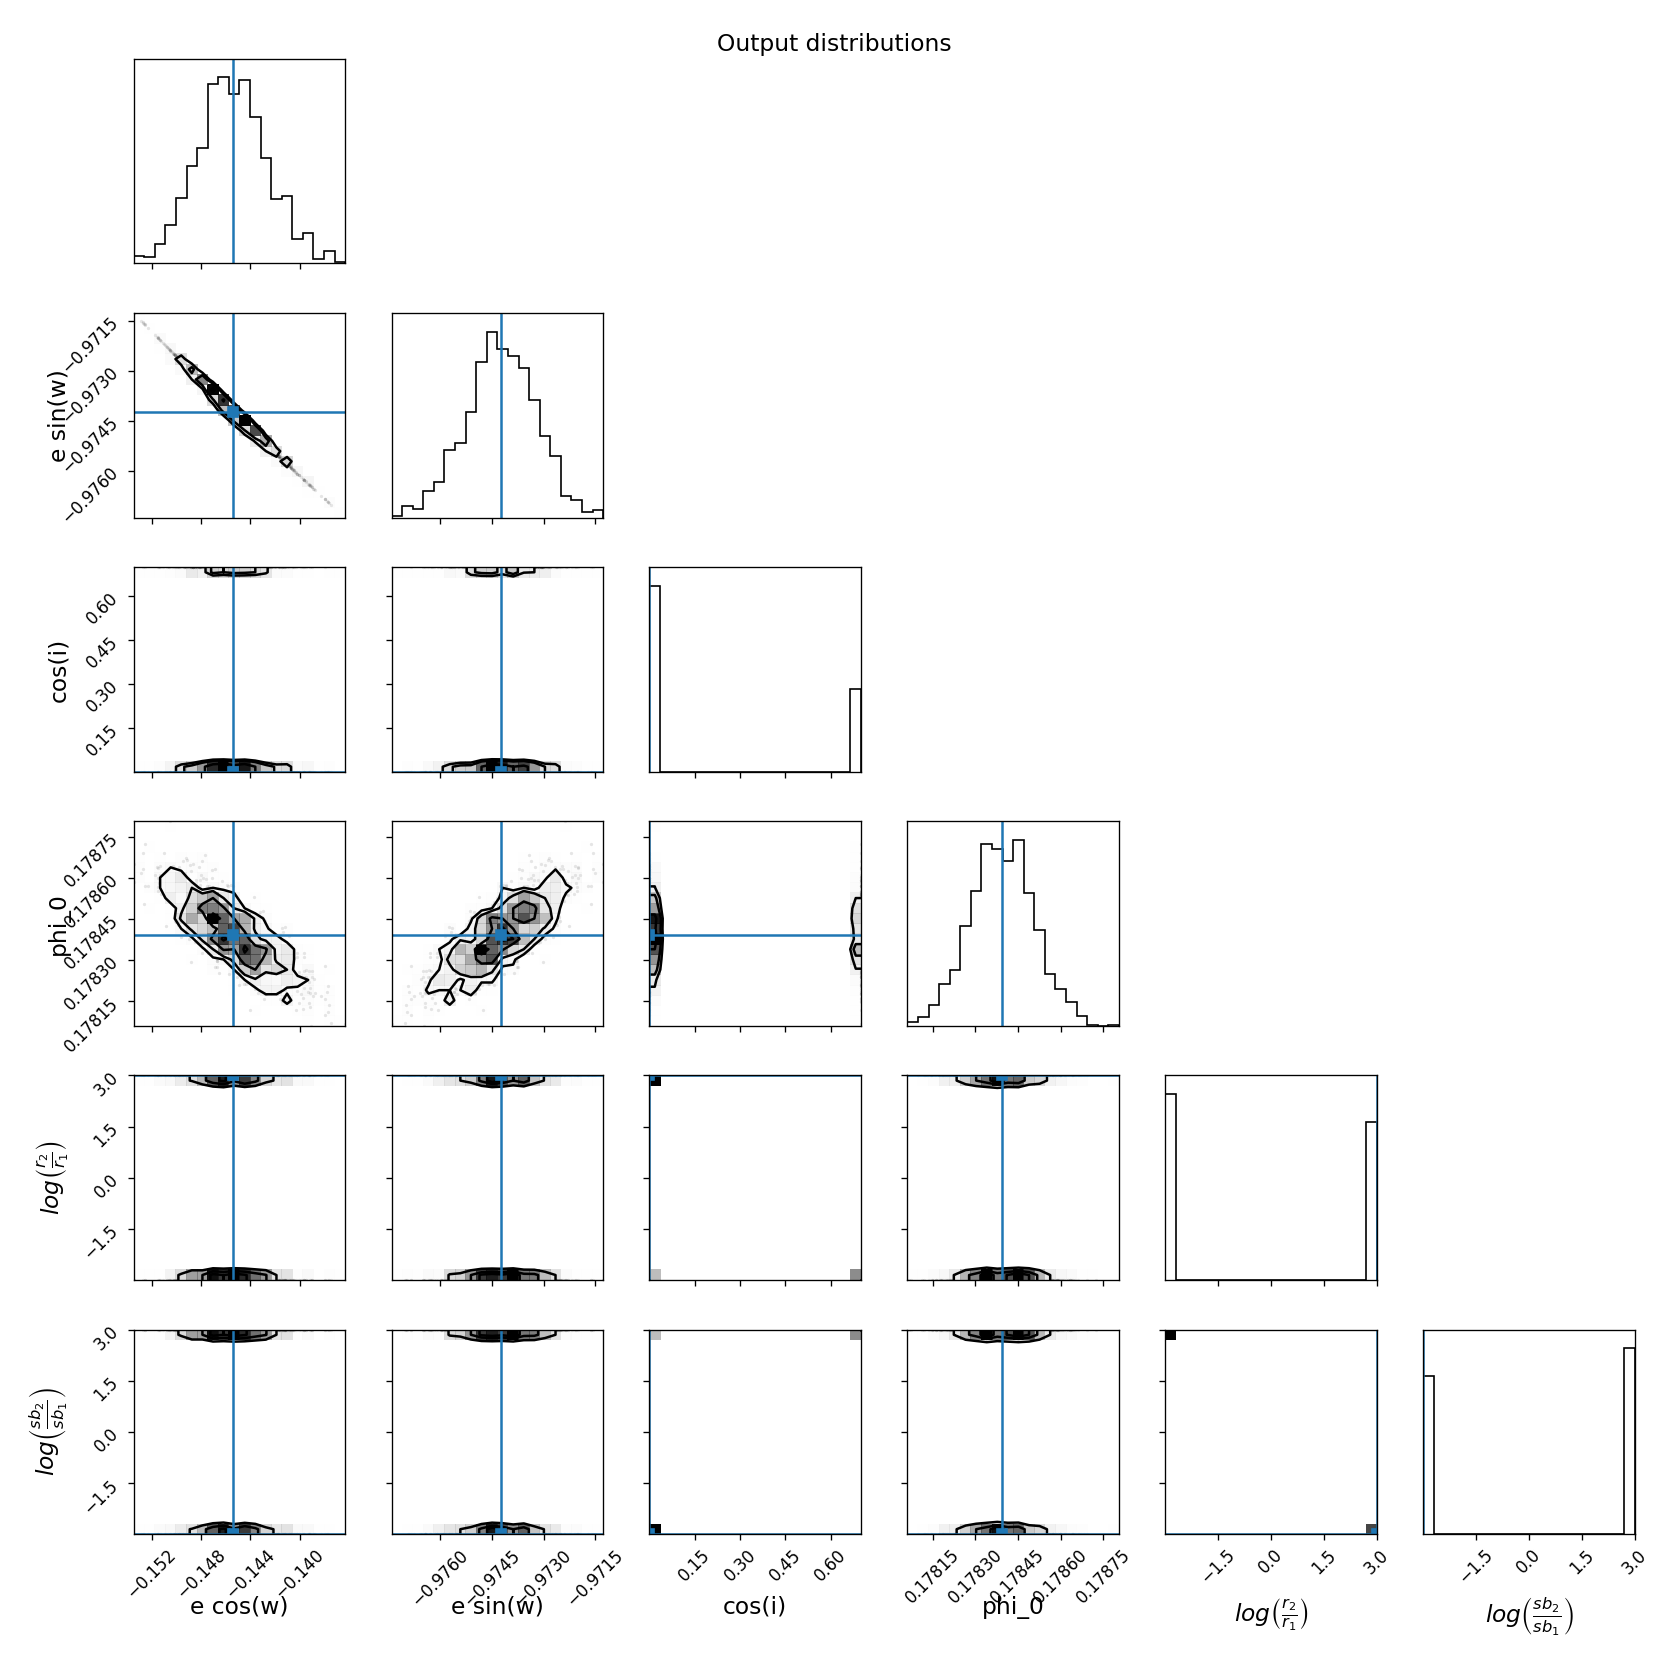 Output distributions
−0.9715
−0.9730
−0.9745
−0.9760
e sin(w)
0.60
0.45
0.30
0.15
cos(i)
0.17875
0.17860
0.17845
0.17830
0.17815
phi_0
3.0
1.5
0.0
−1.5
log(r₂/r₁)
3.0
1.5
0.0
−1.5
log(sb₂/sb₁)
−0.152 −0.148 −0.144 −0.140 −0.9760 −0.9745 −0.9730 −0.9715 0.15 0.30 0.45 0.60 0.17815 0.17830 0.17845 0.17860 0.17875 −1.5 0.0 1.5 3.0 −1.5 0.0 1.5 3.0
e cos(w) e sin(w) cos(i) phi_0 log(r₂/r₁) log(sb₂/sb₁)